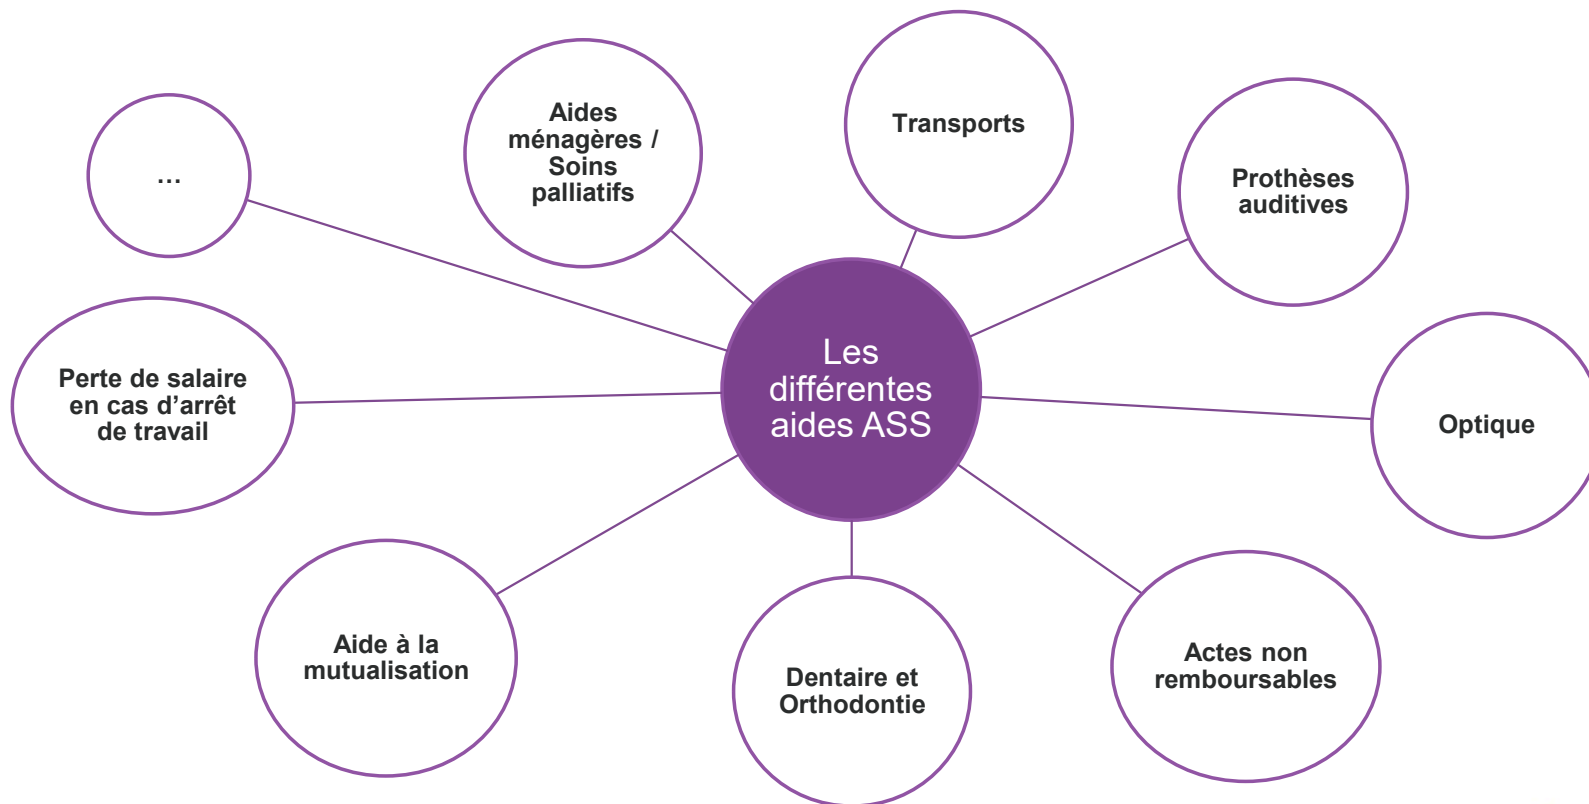 Transports
Aides
ménagères /
Soins
palliatifs
…
Prothèses
auditives
Les
différentes
aides ASS
Perte de salaire
en cas d’arrêt
de travail
Optique
Aide à la
mutualisation
Dentaire et
Orthodontie
Actes non
remboursables